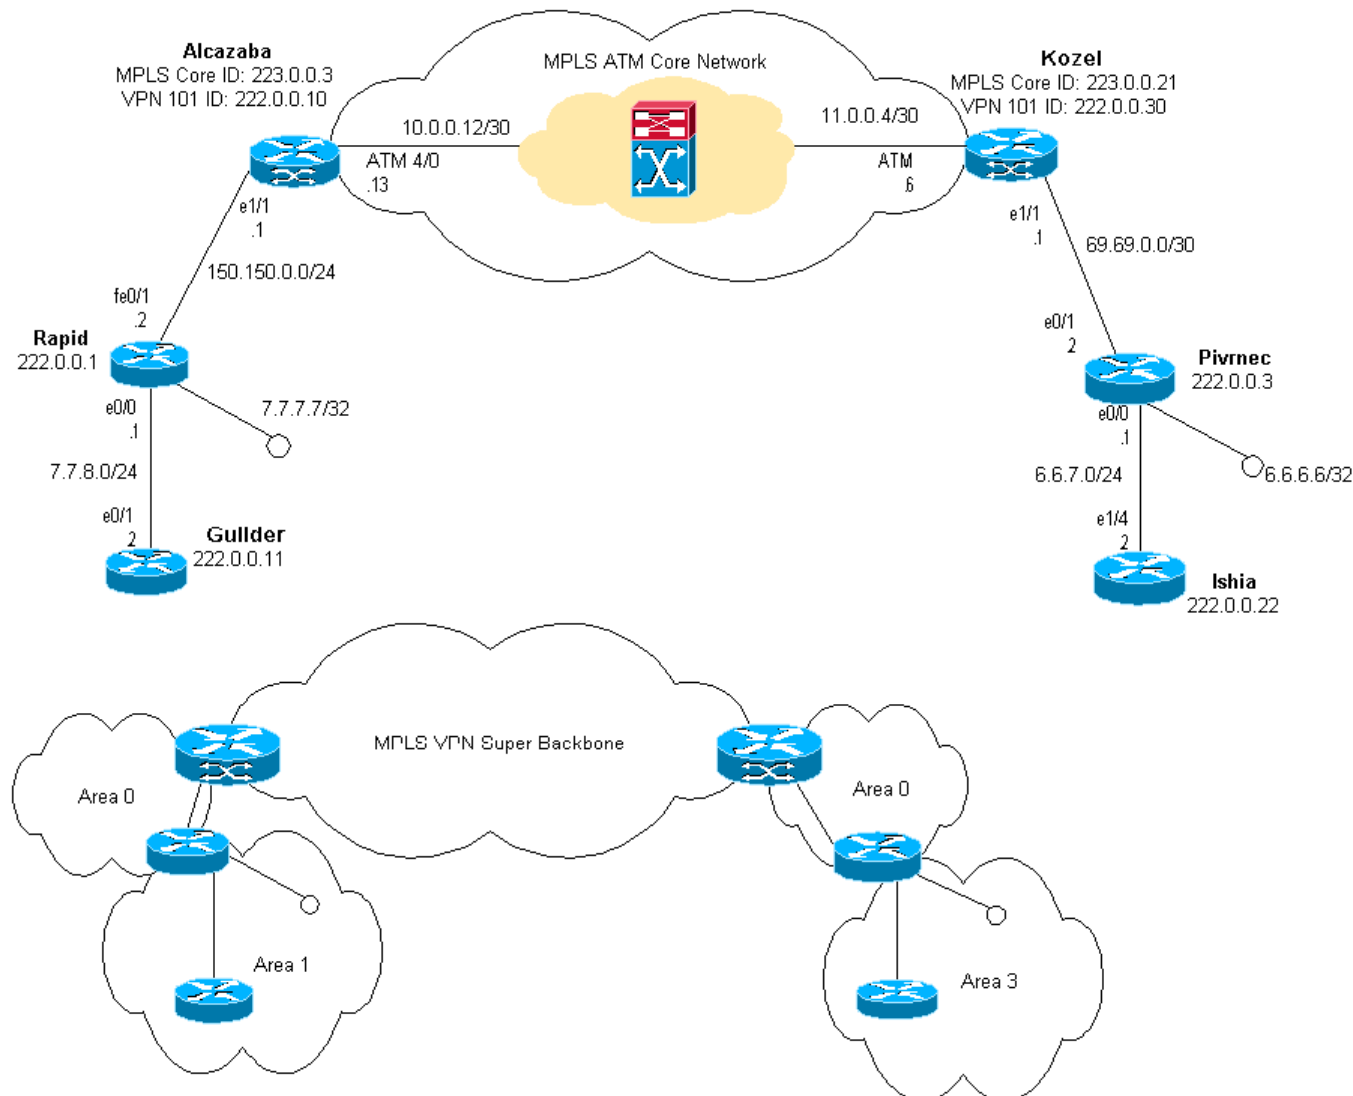 Alcazaba
MPLS Core ID: 223.0.0.3
VPN 101 ID: 222.0.0.10
MPLS ATM Core Network
Kozel
MPLS Core ID: 223.0.0.21
VPN 101 ID: 222.0.0.30
10.0.0.12/30
11.0.0.4/30
ATM 4/0
.13
ATM
.6
e1/1
.1
e1/1
.1
150.150.0.0/24
69.69.0.0/30
fe0/1
.2
Rapid
222.0.0.1
e0/1
2
Pivrnec
222.0.0.3
e0/0
.1
7.7.7.7/32
e0/0
.1
7.7.8.0/24
6.6.7.0/24
6.6.6.6/32
e0/1
2
Gullder
222.0.0.11
e1/4
2
Ishia
222.0.0.22
MPLS VPN Super Backbone
Area 0
Area 0
Area 1
Area 3